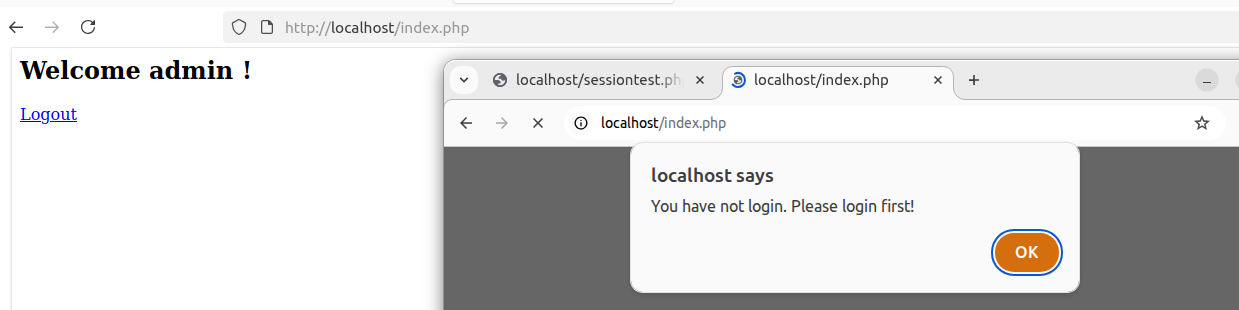 http://localhost/index.php
Welcome admin !
Logout
localhost/sessiontest.ph
localhost/index.php
localhost/index.php
localhost says
You have not login. Please login first!
OK